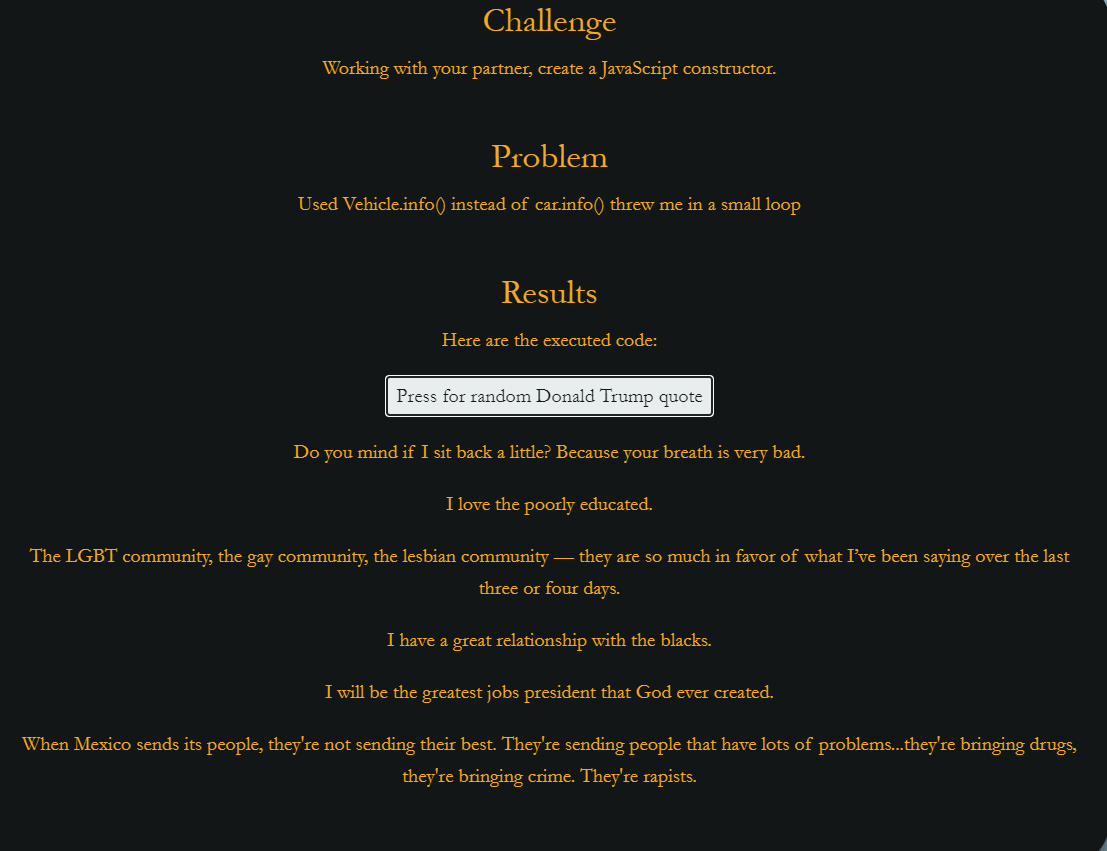 Challenge
Working with your partner, create a JavaScript constructor.
Problem
Used Vehicle.info() instead of car.info() threw me in a small loop
Results
Here are the executed code:
Press for random Donald Trump quote
Do you mind if I sit back a little? Because your breath is very bad.
I love the poorly educated.
The LGBT community, the gay community, the lesbian community — they are so much in favor of what I’ve been saying over the last
three or four days.
I have a great relationship with the blacks.
I will be the greatest jobs president that God ever created.
When Mexico sends its people, they're not sending their best. They're sending people that have lots of problems...they're bringing drugs,
they're bringing crime. They're rapists.